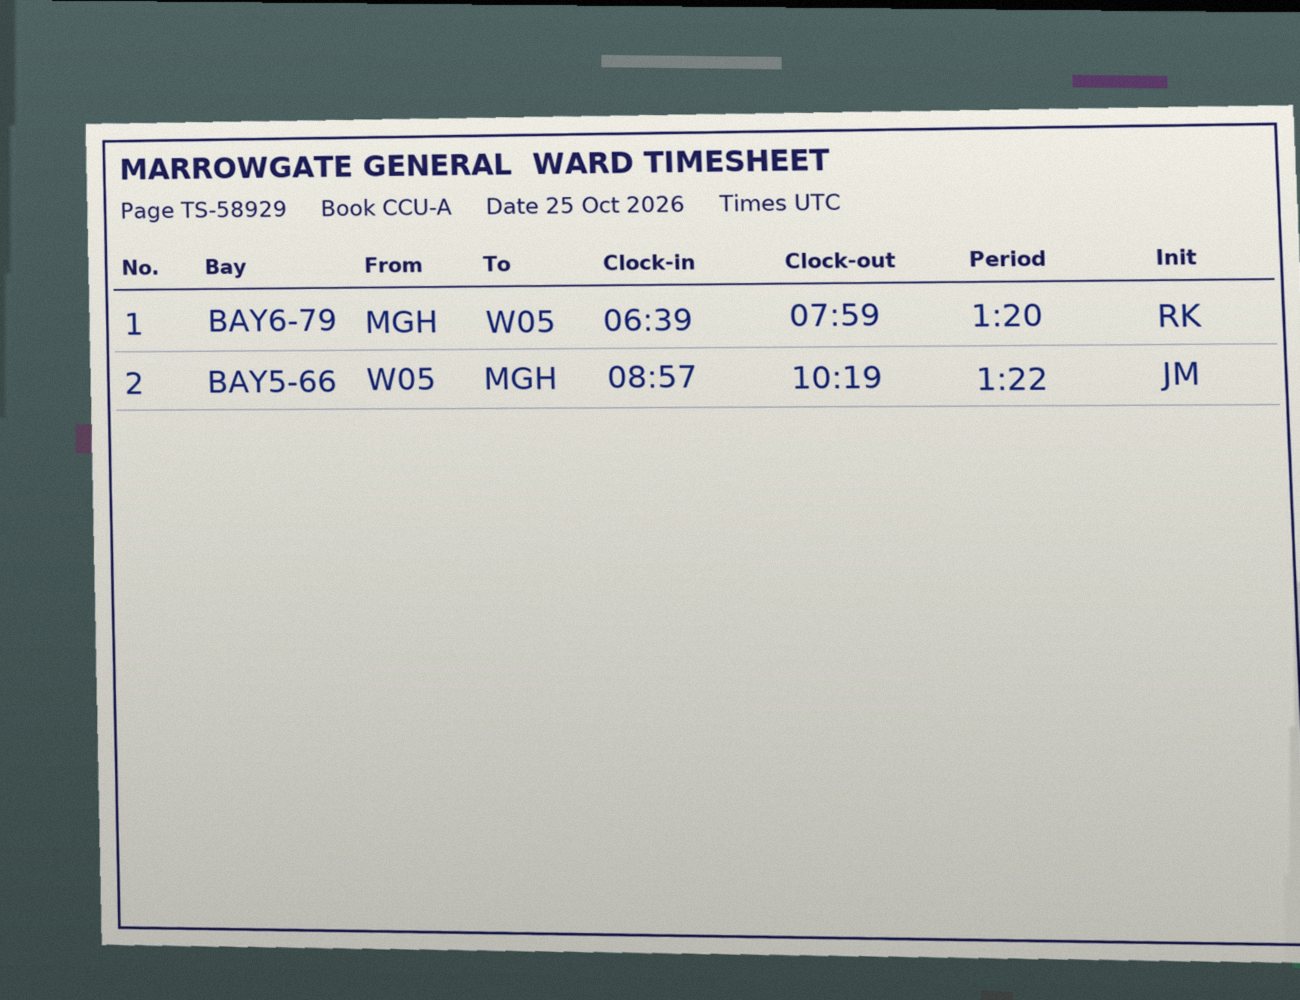 MARROWGATE GENERAL WARD TIMESHEET
Page TS-58929 Book CCU-A Date 25 Oct 2026 Times UTC
No. Bay From To Clock-in Clock-out Period Init
1 BAY6-79 MGH W05 06:39 07:59 1:20 RK
2 BAY5-66 W05 MGH 08:57 10:19 1:22 JM